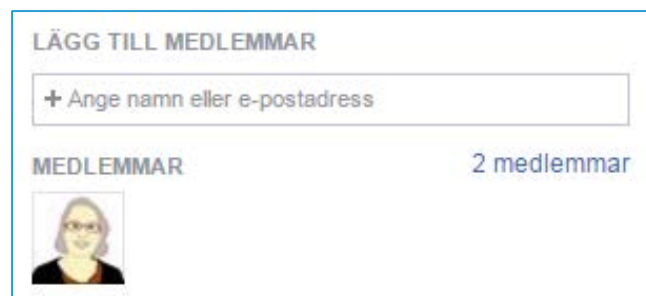 LÄGG TILL MEDLEMMAR
+ Ange namn eller e-postadress
MEDLEMMAR
2 medlemmar